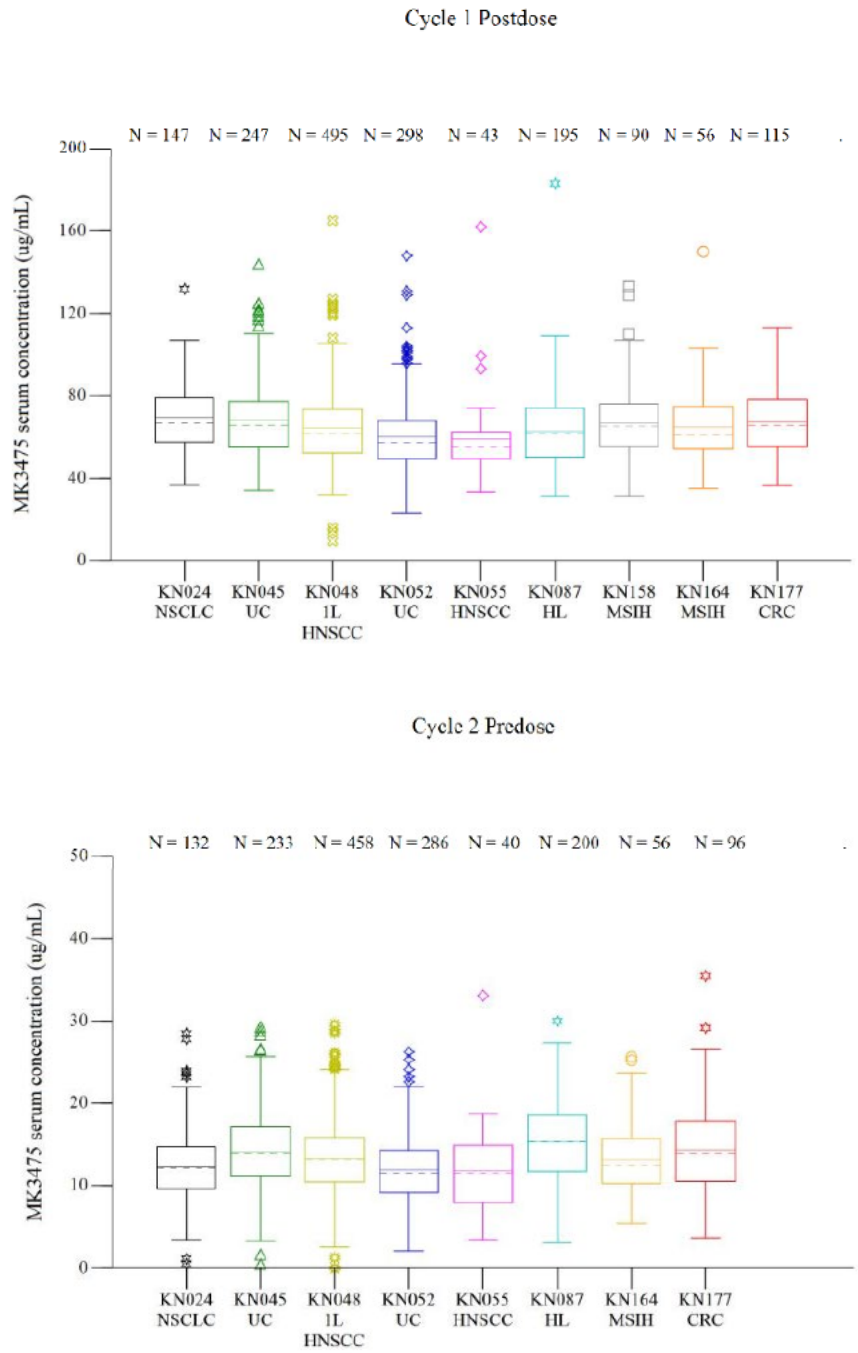 Cycle 1 Postdose
N = 147 N = 247 N = 495 N = 298 N = 43 N = 195 N = 90 N = 56 N = 115
200
160
120
80
40
0
MK3475 serum concentration (ug/mL)
KN024 KN045 KN048 KN052 KN055 KN087 KN158 KN164 KN177
NSCLC UC 1L UC HNSCC HL MSIH MSIH CRC
HNSCC
Cycle 2 Predose
N = 132 N = 233 N = 458 N = 286 N = 40 N = 200 N = 56 N = 96
50
40
30
20
10
0
MK3475 serum concentration (ug/mL)
KN024 KN045 KN048 KN052 KN055 KN087 KN164 KN177
NSCLC UC 1L UC HNSCC HL MSIH CRC
HNSCC